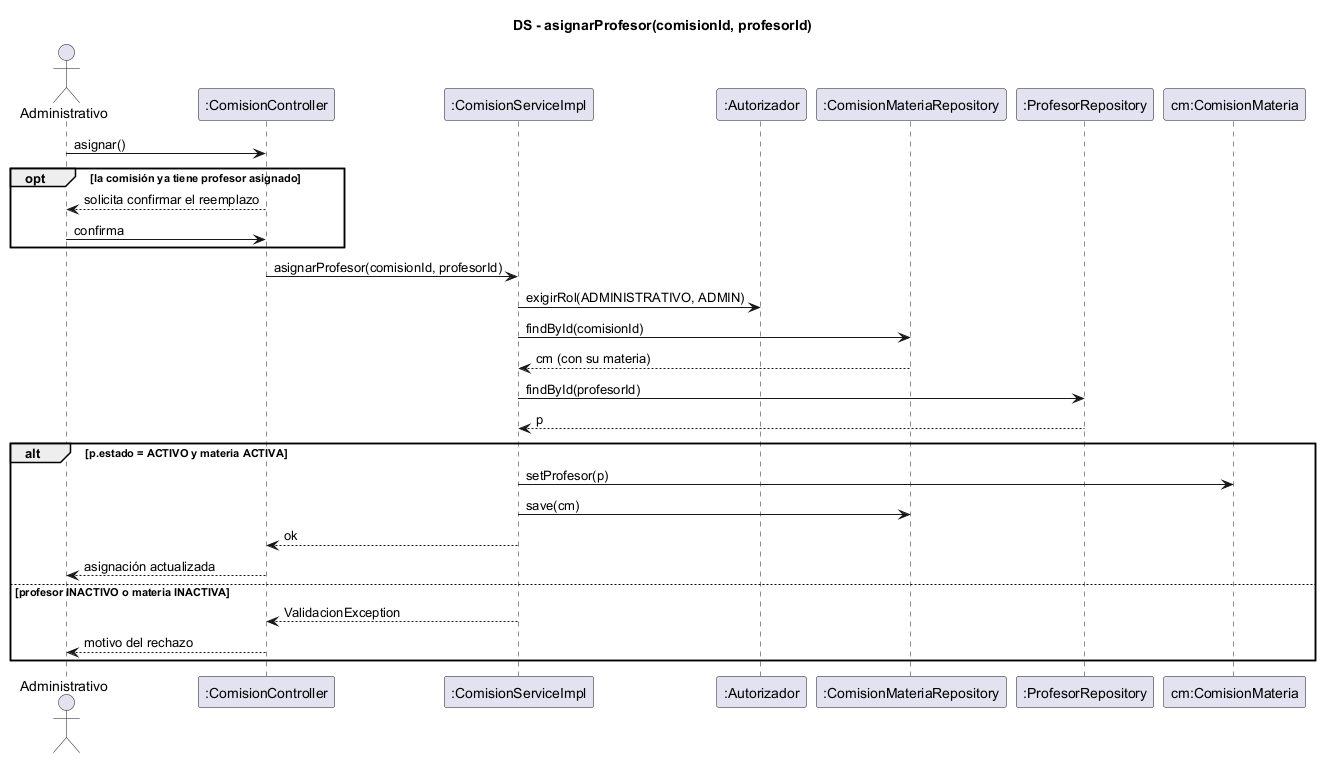 DS - asignarProfesor(comisionId, profesorId)
Administrativo
:ComisionController
:ComisionServiceImpl
:Autorizador
:ComisionMateriaRepository
:ProfesorRepository
cm:ComisionMateria
asignar()
opt
[la comisión ya tiene profesor asignado]
solicita confirmar el reemplazo
confirma
asignarProfesor(comisionId, profesorId)
exigirRol(ADMINISTRATIVO, ADMIN)
findById(comisionId)
cm (con su materia)
findById(profesorId)
p
alt
[p.estado = ACTIVO y materia ACTIVA]
setProfesor(p)
save(cm)
ok
asignación actualizada
[profesor INACTIVO o materia INACTIVA]
ValidacionException
motivo del rechazo
Administrativo
:ComisionController
:ComisionServiceImpl
:Autorizador
:ComisionMateriaRepository
:ProfesorRepository
cm:ComisionMateria